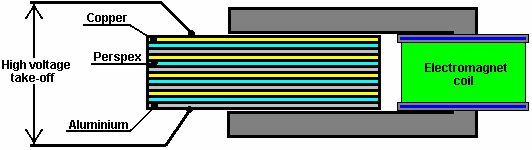 Copper
Perspex
High voltage
take-off
Aluminium
Electromagnet
coil